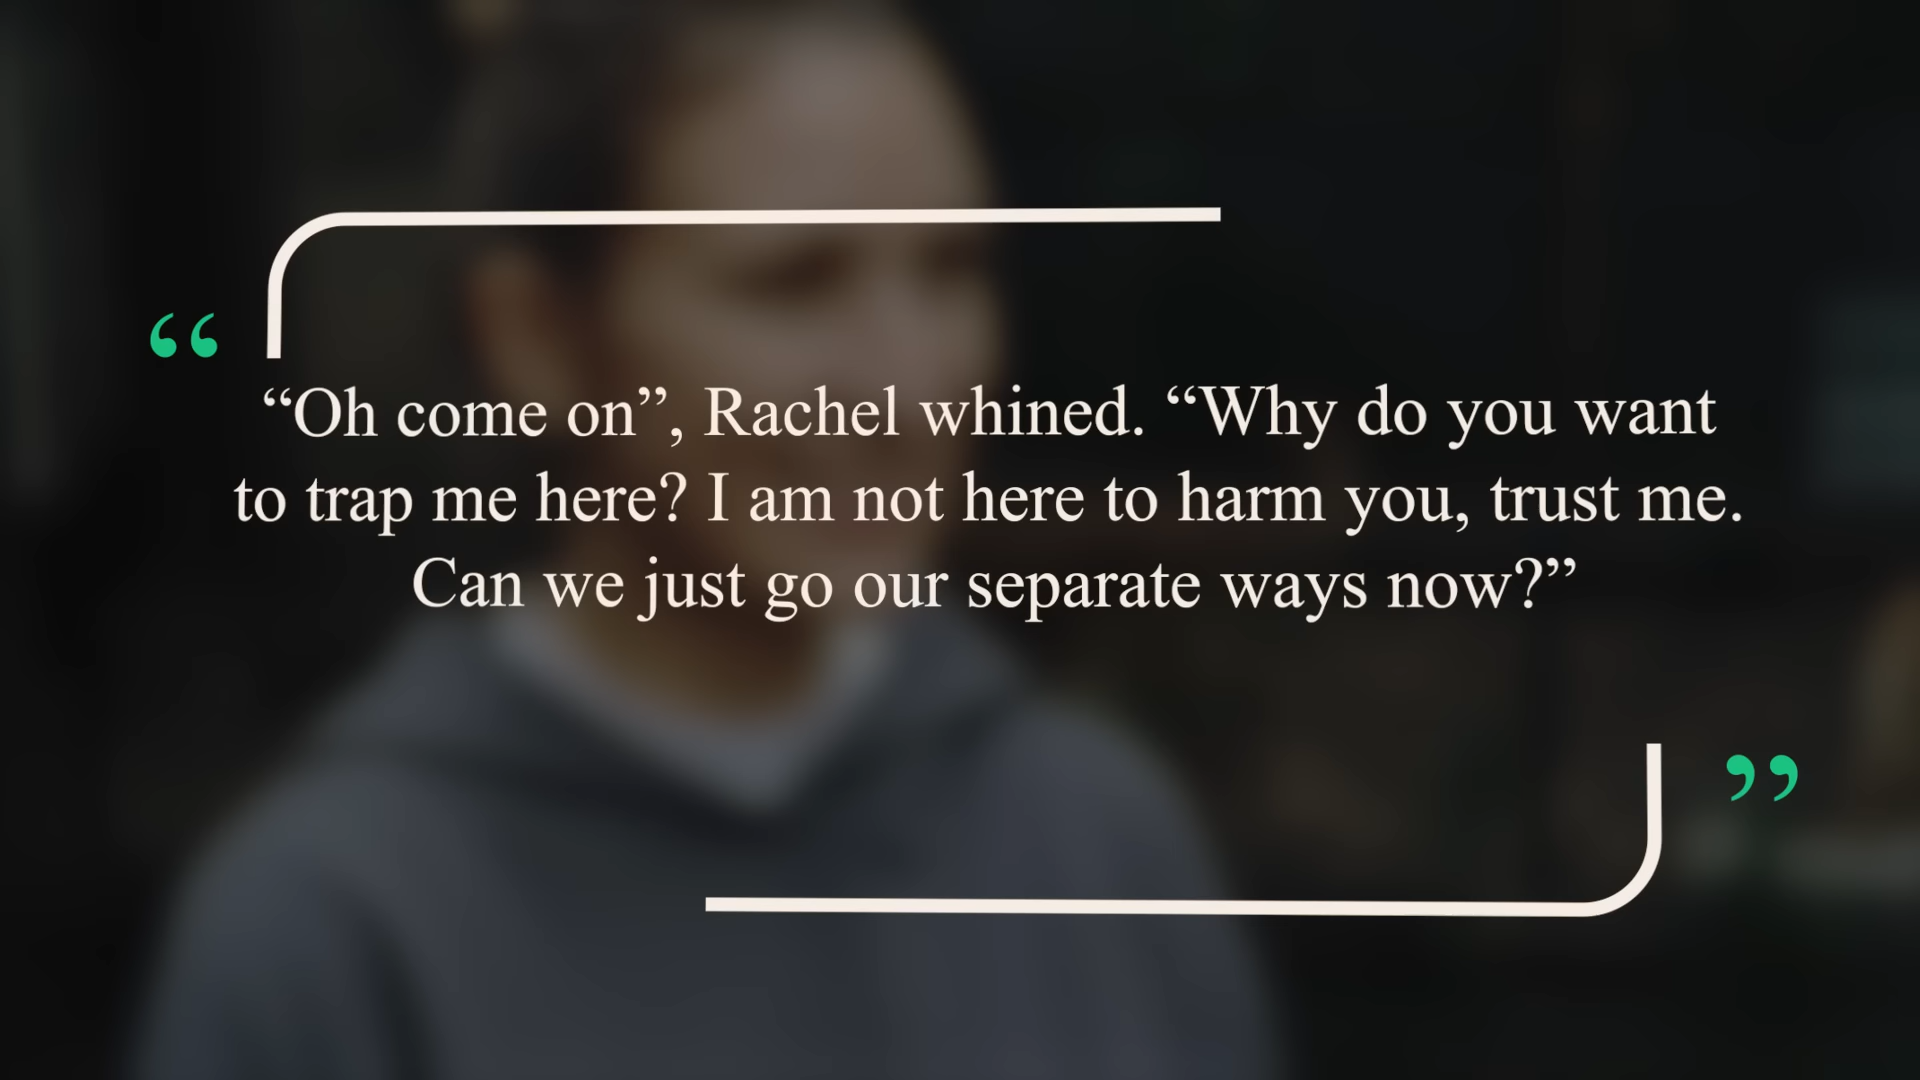 “
“Oh come on”, Rachel whined. “Why do you want
to trap me here? I am not here to harm you, trust me.
Can we just go our separate ways now?”
”